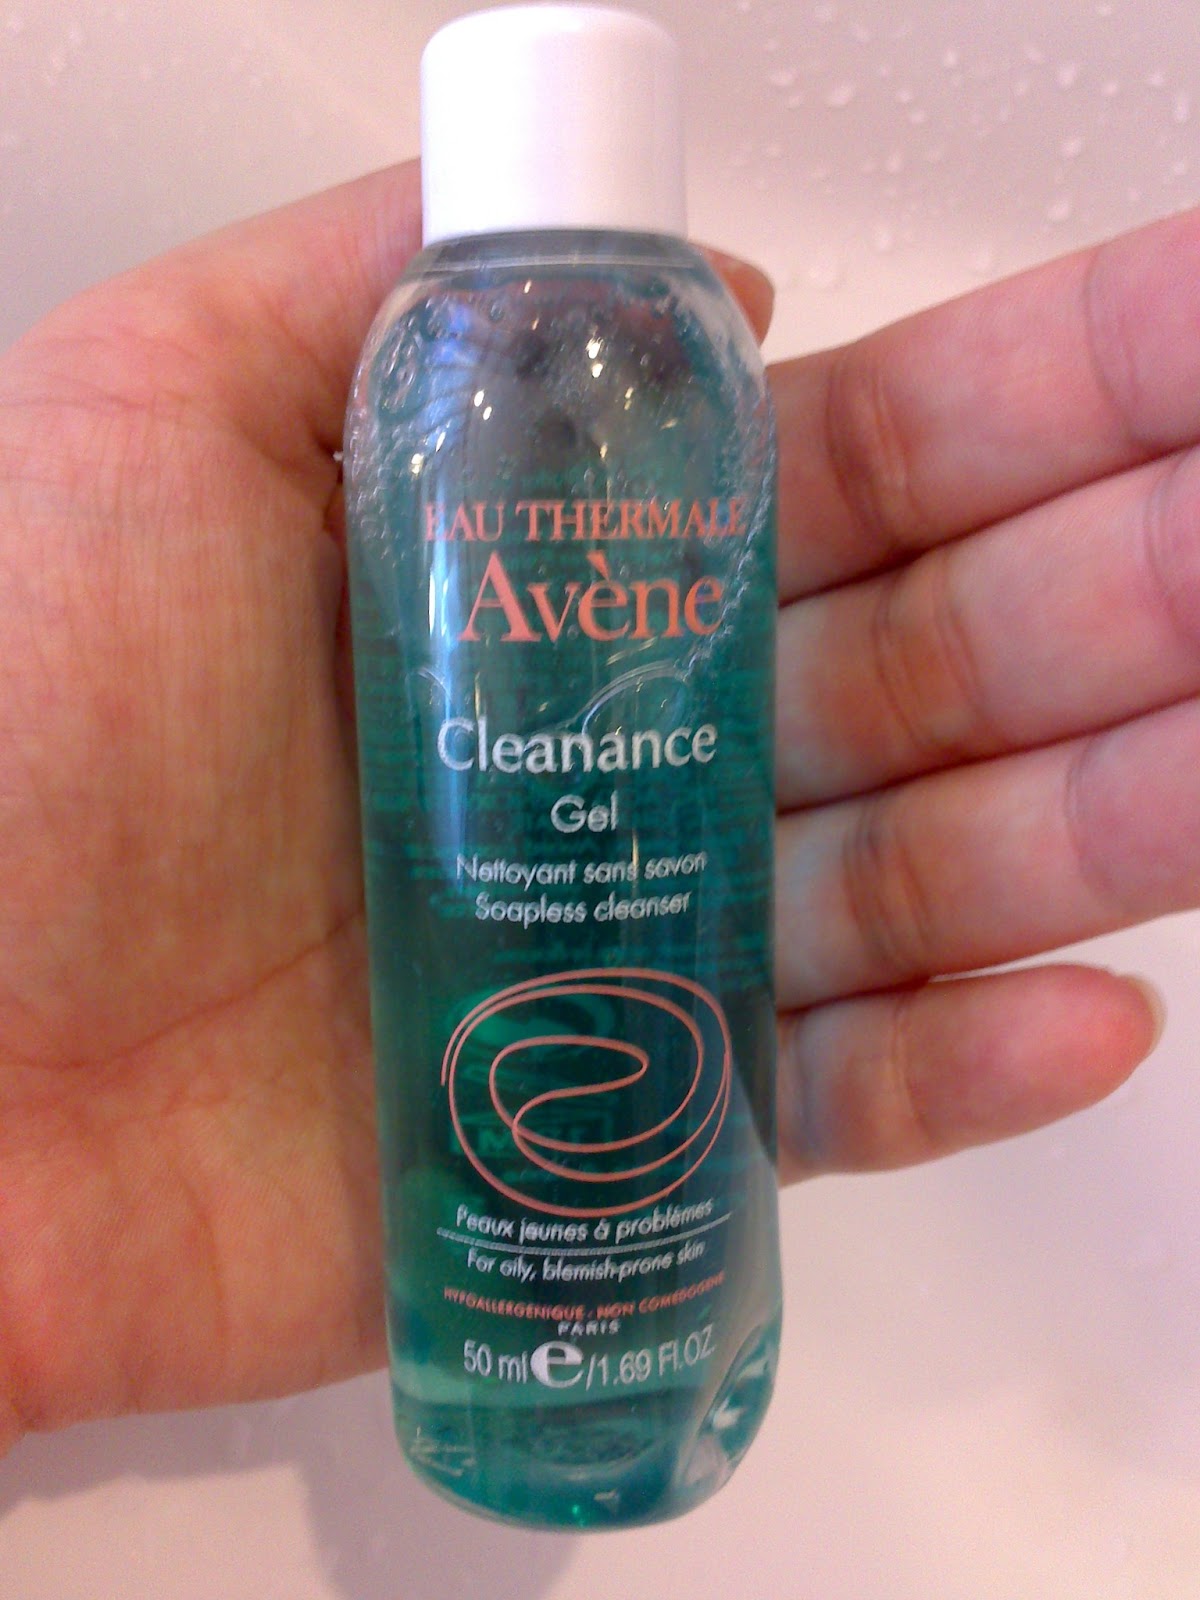 EAU THERMALE
Avène
Cleanance
Gel
Nettoyant sans savon
Soapless cleanser
Peaux jeunes à problèmes
For oily, blemish-prone skin
HYPOALLERGENIQUE - NON COMEDOGENE
PARIS
50 ml e/1.69 Fl.OZ.